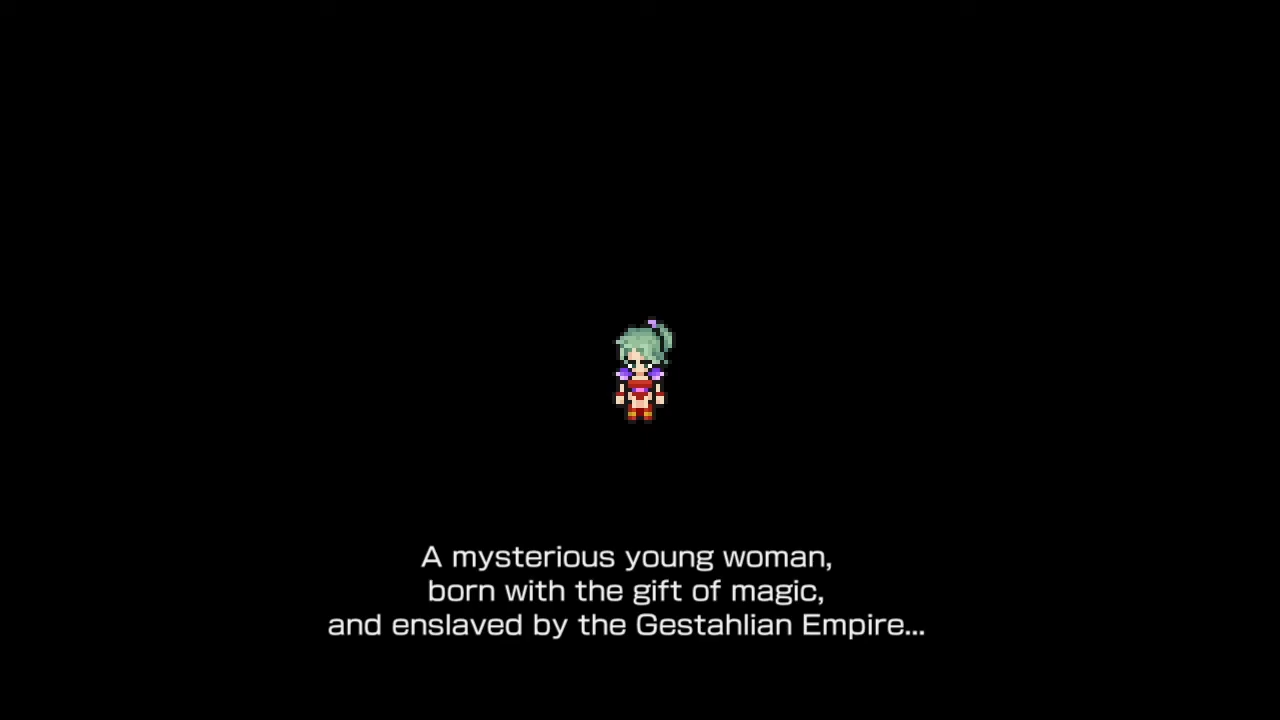 A mysterious young woman,
born with the gift of magic,
and enslaved by the Gestahlian Empire...